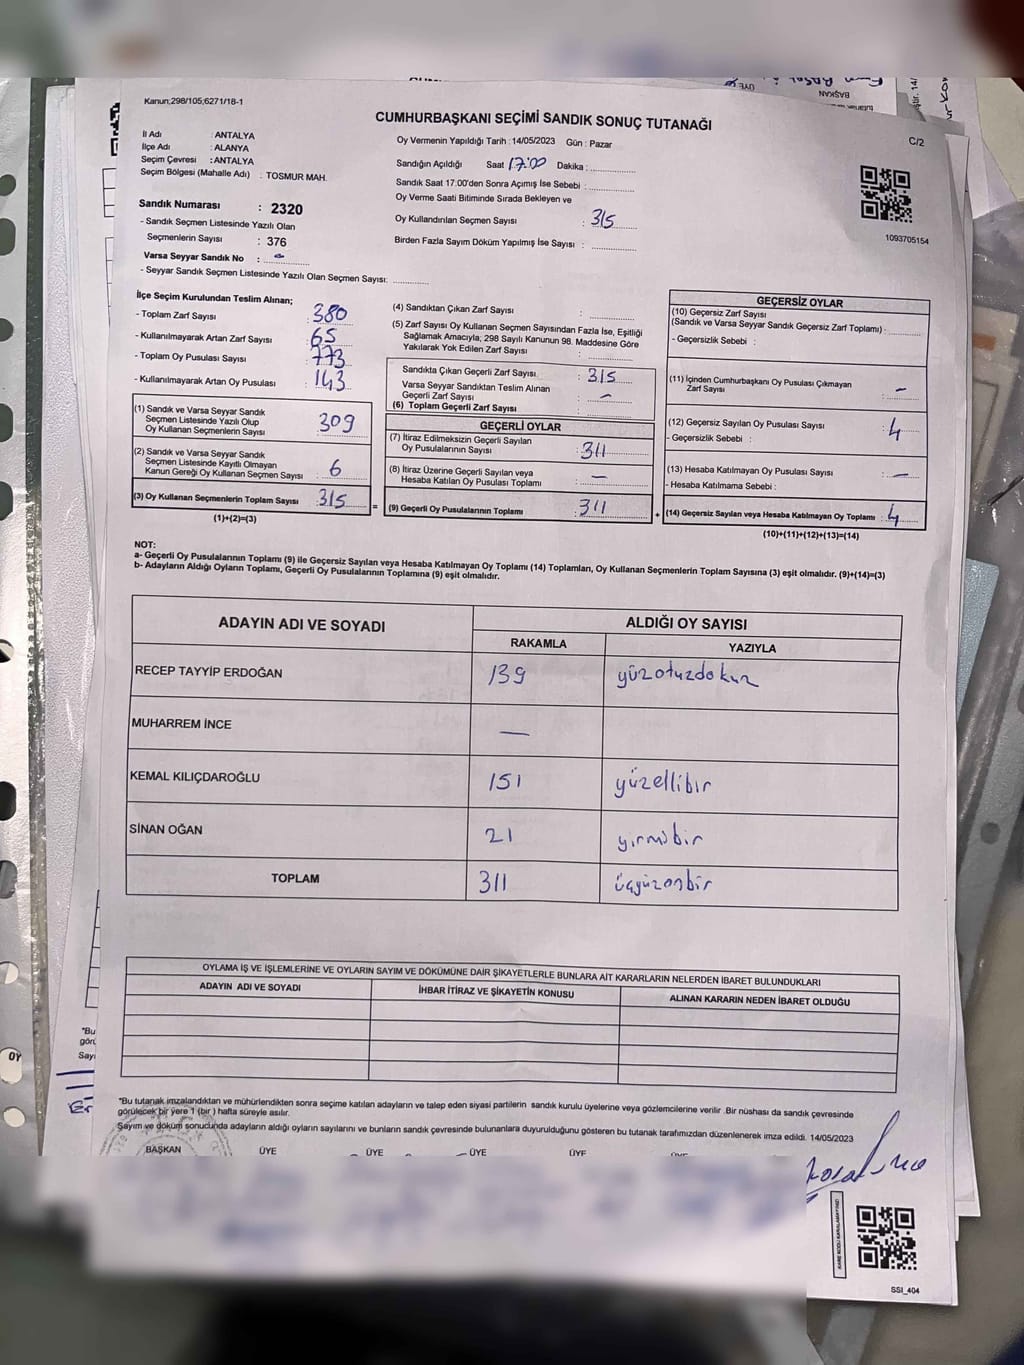 Kanun;298/105;6271/18-1
CUMHURBAŞKANI SEÇİMİ SANDIK SONUÇ TUTANAĞI
C/2
İl Adı : ANTALYA
İlçe Adı : ALANYA
Seçim Çevresi : ANTALYA
Seçim Bölgesi (Mahalle Adı) : TOSMUR MAH.
Sandık Numarası : 2320
- Sandık Seçmen Listesinde Yazılı Olan
Seçmenlerin Sayısı : 376
Varsa Seyyar Sandık No : -
- Seyyar Sandık Seçmen Listesinde Yazılı Olan Seçmen Sayısı:
Oy Vermenin Yapıldığı Tarih : 14/05/2023 Gün : Pazar
Sandığın Açıldığı Saat 17:00 Dakika :
Sandık Saat 17:00'den Sonra Açımış İse Sebebi :
Oy Verme Saati Bitiminde Sırada Bekleyen ve
Oy Kullandırılan Seçmen Sayısı : 315
Birden Fazla Sayım Döküm Yapılmış İse Sayısı :
1093705154
İlçe Seçim Kurulundan Teslim Alınan;
- Toplam Zarf Sayısı : 380
- Kullanılmayarak Artan Zarf Sayısı : 65
- Toplam Oy Pusulası Sayısı : 773
- Kullanılmayarak Artan Oy Pusulası : 143
(1) Sandık ve Varsa Seyyar Sandık
Seçmen Listesinde Yazılı Olup
Oy Kullanan Seçmenlerin Sayısı : 309
(2) Sandık ve Varsa Seyyar Sandık
Seçmen Listesinde Kayıtlı Olmayan
Kanun Gereği Oy Kullanan Seçmen Sayısı : 6
(3) Oy Kullanan Seçmenlerin Toplam Sayısı : 315
(1)+(2)=(3)
(4) Sandıktan Çıkan Zarf Sayısı :
(5) Zarf Sayısı Oy Kullanan Seçmen Sayısından Fazla İse, Eşitliği
Sağlamak Amacıyla; 298 Sayılı Kanunun 98. Maddesine Göre
Yakılarak Yok Edilen Zarf Sayısı :
Sandıkta Çıkan Geçerli Zarf Sayısı : 315
Varsa Seyyar Sandıktan Teslim Alınan
Geçerli Zarf Sayısı : -
(6) Toplam Geçerli Zarf Sayısı :
GEÇERLİ OYLAR
(7) İtiraz Edilmeksizin Geçerli Sayılan
Oy Pusulalarının Sayısı : 311
(8) İtiraz Üzerine Geçerli Sayılan veya
Hesaba Katılan Oy Pusulası Toplamı : -
(9) Geçerli Oy Pusulalarının Toplamı : 311
GEÇERSİZ OYLAR
(10) Geçersiz Zarf Sayısı
(Sandık ve Varsa Seyyar Sandık Geçersiz Zarf Toplamı) :
- Geçersizlik Sebebi :
(11) İçinden Cumhurbaşkanı Oy Pusulası Çıkmayan
Zarf Sayısı : -
(12) Geçersiz Sayılan Oy Pusulası Sayısı : 4
- Geçersizlik Sebebi :
(13) Hesaba Katılmayan Oy Pusulası Sayısı : -
- Hesaba Katılmama Sebebi :
(14) Geçersiz Sayılan veya Hesaba Katılmayan Oy Toplamı : 4
(10)+(11)+(12)+(13)=(14)
NOT:
a- Geçerli Oy Pusulalarının Toplamı (9) ile Geçersiz Sayılan veya Hesaba Katılmayan Oy Toplamı (14) Toplamları, Oy Kullanan Seçmenlerin Toplam Sayısına (3) eşit olmalıdır. (9)+(14)=(3)
b- Adayların Aldığı Oyların Toplamı, Geçerli Oy Pusulalarının Toplamına (9) eşit olmalıdır.
ADAYIN ADI VE SOYADI ALDIĞI OY SAYISI
RAKAMLA YAZIYLA
RECEP TAYYİP ERDOĞAN 139 yüzotuzdokuz
MUHARREM İNCE —
KEMAL KILIÇDAROĞLU 151 yüzellibir
SİNAN OĞAN 21 yirmibir
TOPLAM 311 üçyüzonbir
OYLAMA İŞ VE İŞLEMLERİNE VE OYLARIN SAYIM VE DÖKÜMÜNE DAİR ŞİKAYETLERLE BUNLARA AİT KARARLARIN NELERDEN İBARET BULUNDUKLARI
ADAYIN ADI VE SOYADI İHBAR İTİRAZ VE ŞİKAYETİN KONUSU ALINAN KARARIN NEDEN İBARET OLDUĞU
"Bu tutanak imzalandıktan ve mühürlendikten sonra seçime katılan adayların ve talep eden siyasi partilerin sandık kurulu üyelerine veya gözlemcilerine verilir .Bir nüshası da sandık çevresinde
görülecek bir yere 1 (bir ) hafta süreyle asılır.
Sayım ve döküm sonucunda adayların aldığı oyların sayılarını ve bunların sandık çevresinde bulunanlara duyurulduğunu gösteren bu tutanak tarafımızdan düzenlenerek imza edildi. 14/05/2023
BAŞKAN ÜYE ÜYE ÜYE ÜYE
SSI_404